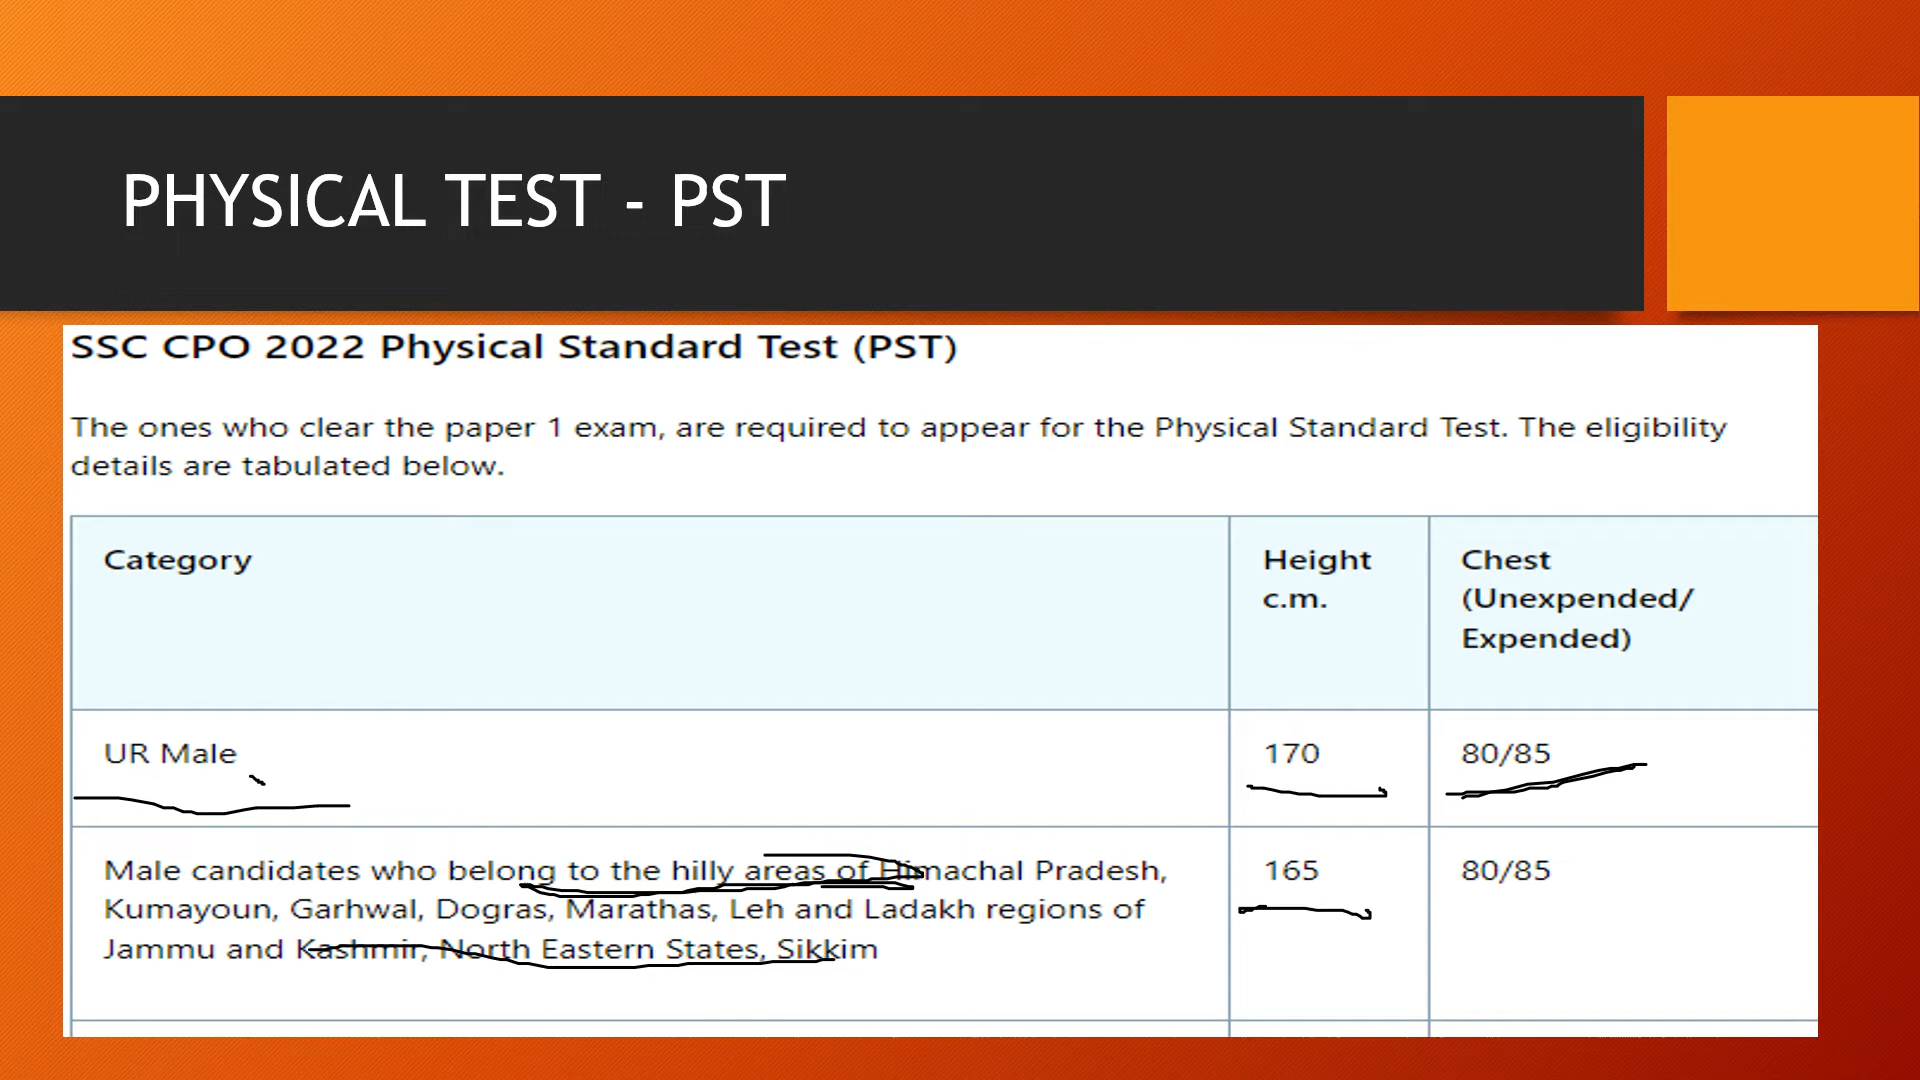 PHYSICAL TEST - PST
SSC CPO 2022 Physical Standard Test (PST)
The ones who clear the paper 1 exam, are required to appear for the Physical Standard Test. The eligibility
details are tabulated below.
Category
Height
c.m.
Chest
(Unexpended/
Expended)
UR Male
170
80/85
Male candidates who belong to the hilly areas of Himachal Pradesh,
Kumayoun, Garhwal, Dogras, Marathas, Leh and Ladakh regions of
Jammu and Kashmir, North Eastern States, Sikkim
165
80/85